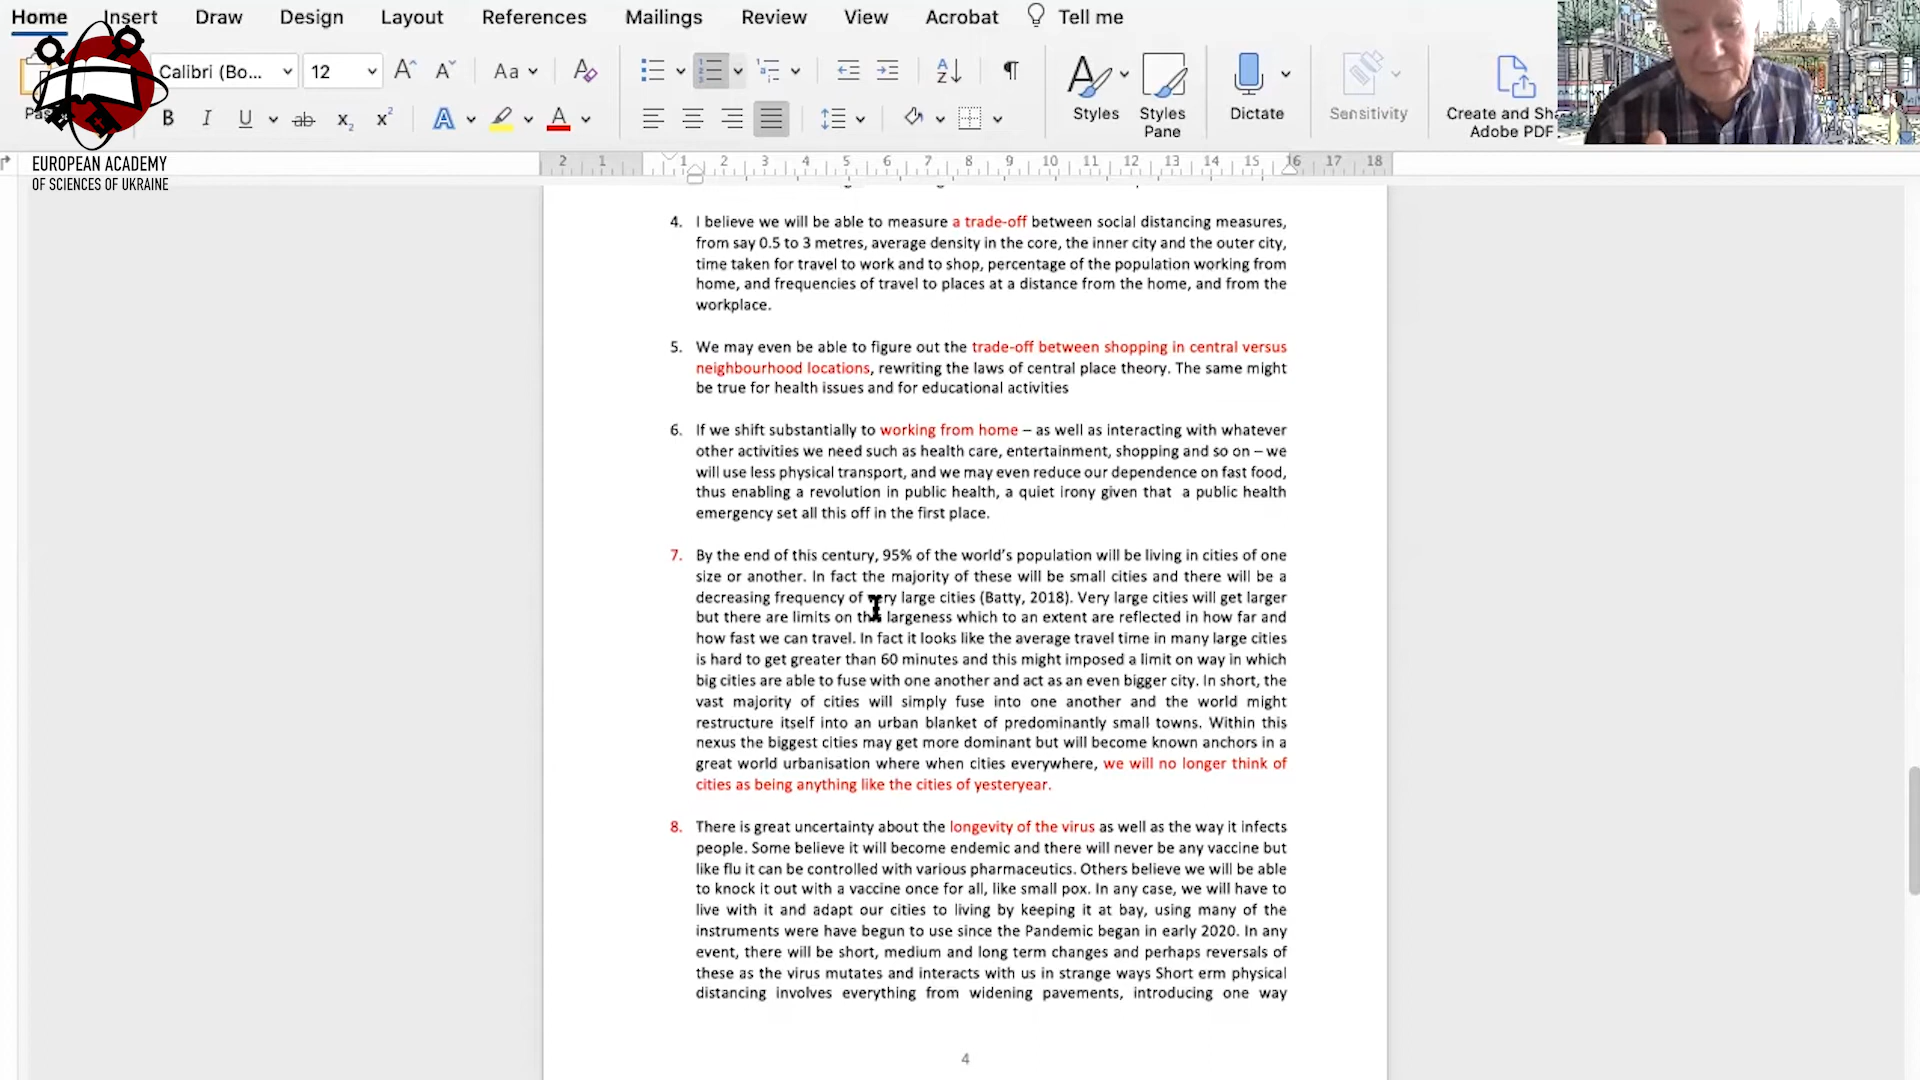 Home Insert Draw Design Layout References Mailings Review View Acrobat Tell me
Calibri (Bo... 12 Aa
B I U ab x₂ x² A A
Styles Styles Pane Dictate Sensitivity Create and Sh
Adobe PDF
EUROPEAN ACADEMY
OF SCIENCES OF UKRAINE
2 1 1 2 3 4 5 6 7 8 9 10 11 12 13 14 15 16 17 18
4. I believe we will be able to measure a trade-off between social distancing measures,
from say 0.5 to 3 metres, average density in the core, the inner city and the outer city,
time taken for travel to work and to shop, percentage of the population working from
home, and frequencies of travel to places at a distance from the home, and from the
workplace.
5. We may even be able to figure out the trade-off between shopping in central versus
neighbourhood locations, rewriting the laws of central place theory. The same might
be true for health issues and for educational activities
6. If we shift substantially to working from home – as well as interacting with whatever
other activities we need such as health care, entertainment, shopping and so on – we
will use less physical transport, and we may even reduce our dependence on fast food,
thus enabling a revolution in public health, a quiet irony given that a public health
emergency set all this off in the first place.
7. By the end of this century, 95% of the world's population will be living in cities of one
size or another. In fact the majority of these will be small cities and there will be a
decreasing frequency of very large cities (Batty, 2018). Very large cities will get larger
but there are limits on this largeness which to an extent are reflected in how far and
how fast we can travel. In fact it looks like the average travel time in many large cities
is hard to get greater than 60 minutes and this might imposed a limit on way in which
big cities are able to fuse with one another and act as an even bigger city. In short, the
vast majority of cities will simply fuse into one another and the world might
restructure itself into an urban blanket of predominantly small towns. Within this
nexus the biggest cities may get more dominant but will become known anchors in a
great world urbanisation where when cities everywhere, we will no longer think of
cities as being anything like the cities of yesteryear.
8. There is great uncertainty about the longevity of the virus as well as the way it infects
people. Some believe it will become endemic and there will never be any vaccine but
like flu it can be controlled with various pharmaceutics. Others believe we will be able
to knock it out with a vaccine once for all, like small pox. In any case, we will have to
live with it and adapt our cities to living by keeping it at bay, using many of the
instruments were have begun to use since the Pandemic began in early 2020. In any
event, there will be short, medium and long term changes and perhaps reversals of
these as the virus mutates and interacts with us in strange ways Short erm physical
distancing involves everything from widening pavements, introducing one way
4